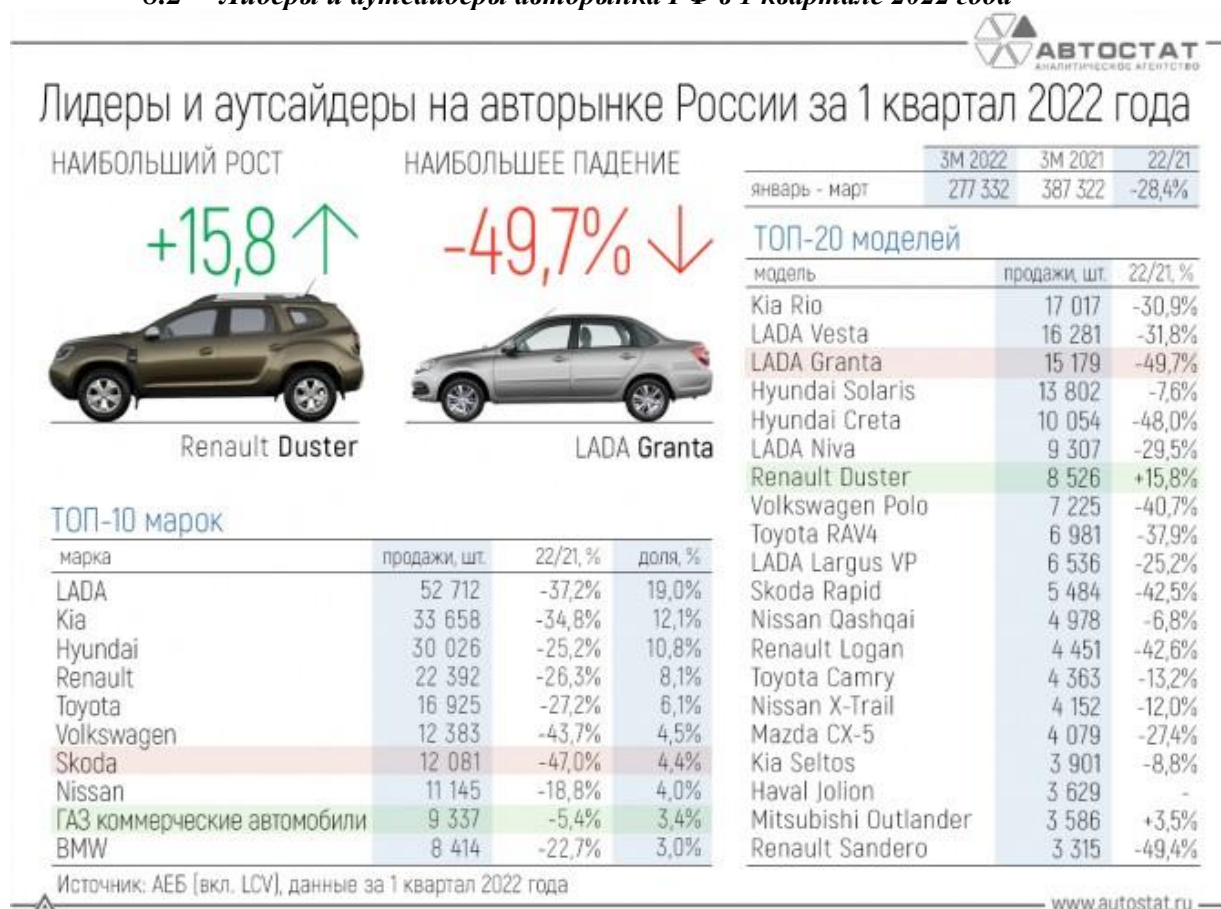 8.2 Лидеры и аутсайдеры авторынка РФ в 1 квартале 2022 года
АВТОСТАТ
АНАЛИТИЧЕСКОЕ АГЕНТСТВО
Лидеры и аутсайдеры на авторынке России за 1 квартал 2022 года
НАИБОЛЬШИЙ РОСТ
+15,8
Renault Duster
НАИБОЛЬШЕЕ ПАДЕНИЕ
-49,7%
LADA Granta
3М 2022 3М 2021 22/21
январь - март 277 332 387 322 -28,4%
ТОП-10 марок
марка продажи, шт. 22/21, % доля, %
LADA 52 712 -37,2% 19,0%
Kia 33 658 -34,8% 12,1%
Hyundai 30 026 -25,2% 10,8%
Renault 22 392 -26,3% 8,1%
Toyota 16 925 -27,2% 6,1%
Volkswagen 12 383 -43,7% 4,5%
Skoda 12 081 -47,0% 4,4%
Nissan 11 145 -18,8% 4,0%
ГАЗ коммерческие автомобили 9 337 -5,4% 3,4%
BMW 8 414 -22,7% 3,0%
Источник: АЕБ (вкл. LCV), данные за 1 квартал 2022 года
ТОП-20 моделей
модель продажи, шт. 22/21, %
Kia Rio 17 017 -30,9%
LADA Vesta 16 281 -31,8%
LADA Granta 15 179 -49,7%
Hyundai Solaris 13 802 -7,6%
Hyundai Creta 10 054 -48,0%
LADA Niva 9 307 -29,5%
Renault Duster 8 526 +15,8%
Volkswagen Polo 7 225 -40,7%
Toyota RAV4 6 981 -37,9%
LADA Largus VP 6 536 -25,2%
Skoda Rapid 5 484 -42,5%
Nissan Qashqai 4 978 -6,8%
Renault Logan 4 451 -42,6%
Toyota Camry 4 363 -13,2%
Nissan X-Trail 4 152 -12,0%
Mazda CX-5 4 079 -27,4%
Kia Seltos 3 901 -8,8%
Haval Jolion 3 629 -
Mitsubishi Outlander 3 586 +3,5%
Renault Sandero 3 315 -49,4%
www.autostat.ru